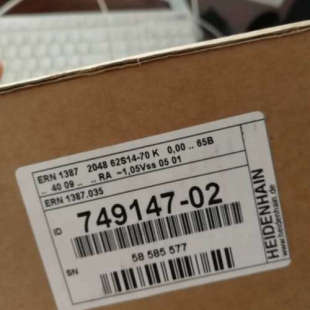 ERN 1387 2048 62S14-70 K 0,00 .. 65B
.. 40 09 .. .. RA ~1,05Vss 05 01
ERN 1387.035
ID 749147-02
SN 58 585 577
HEIDENHAIN
www.heidenhain.de